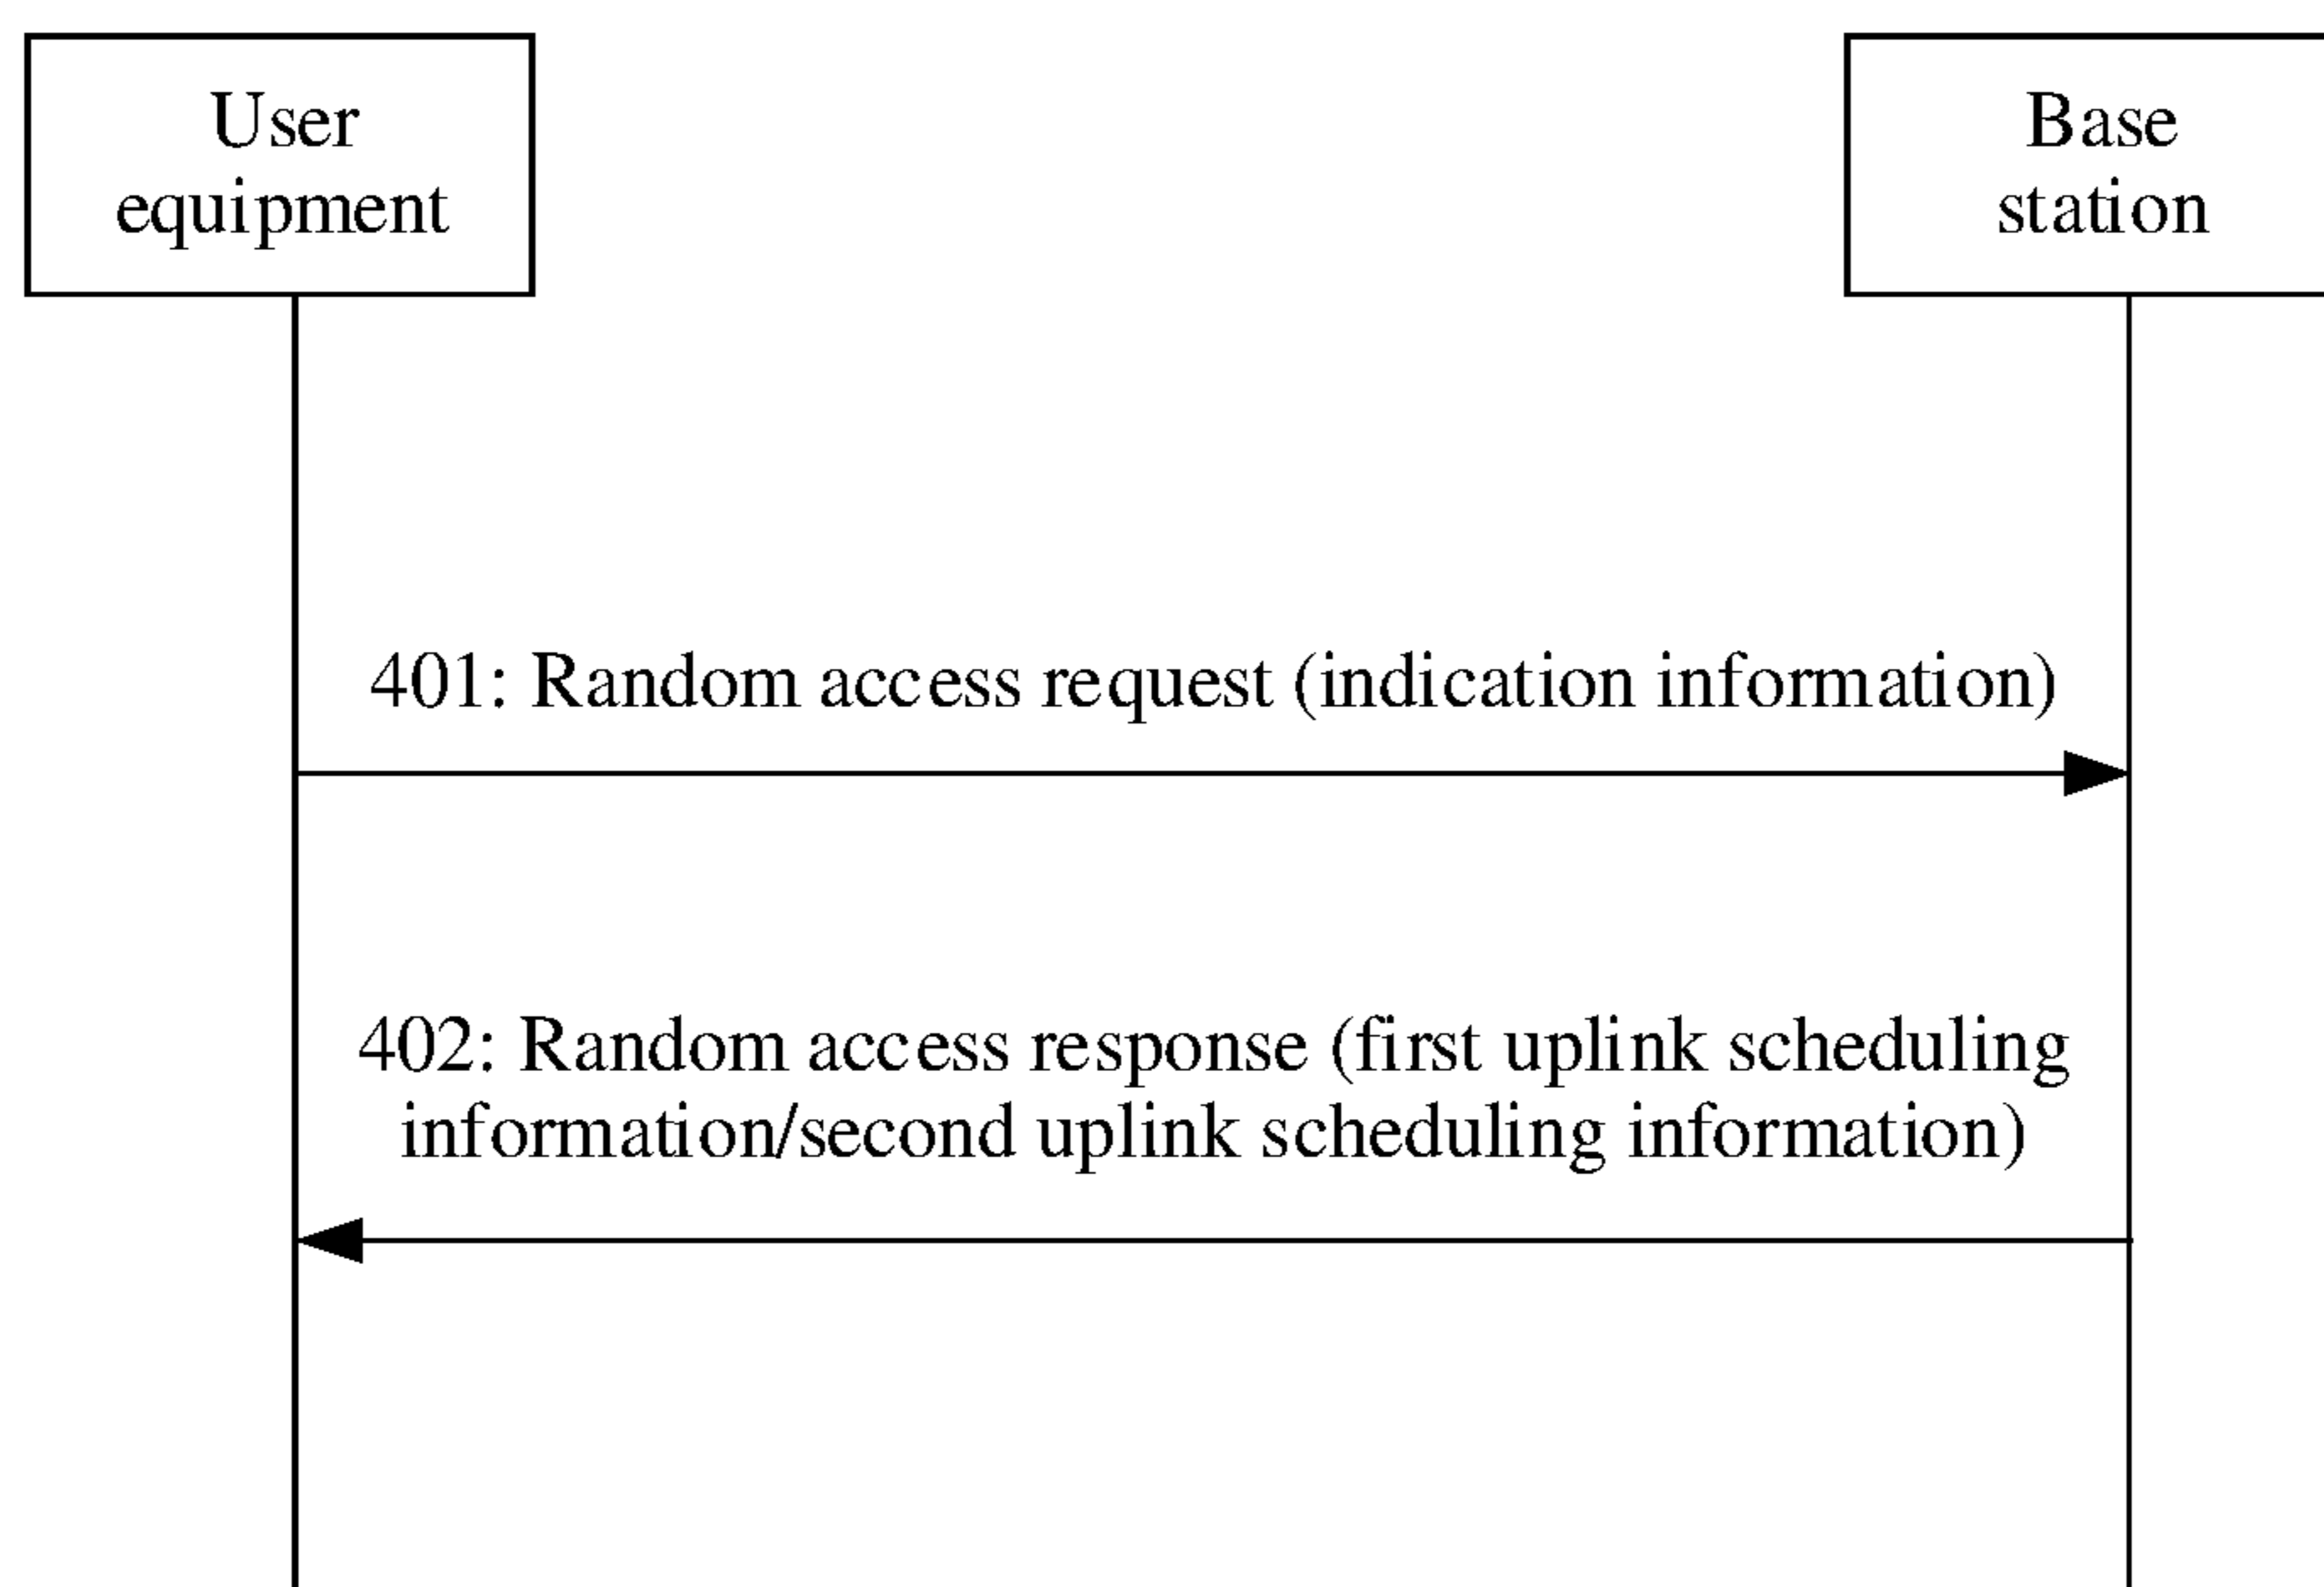 User
equipment
Base
station
401: Random access request (indication information)
402: Random access response (first uplink scheduling
information/second uplink scheduling information)